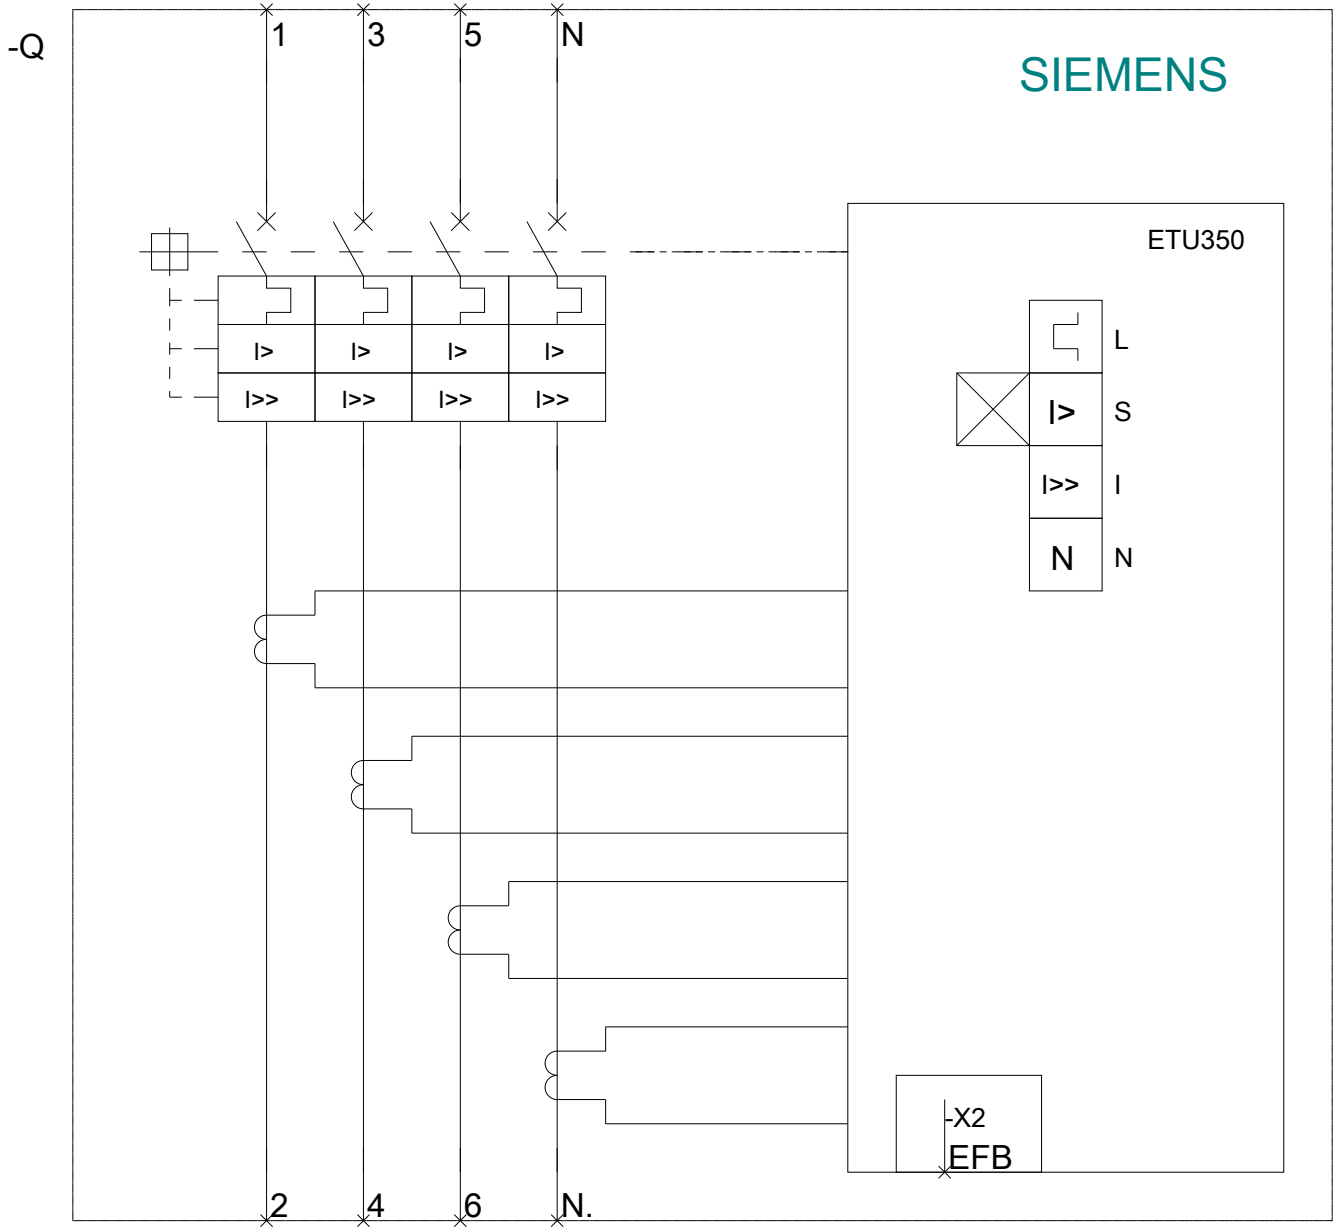 1 3 5 N
-Q
SIEMENS
ETU350
L
I> I> I> I>
I>> I>> I>> I>>
I> S
I>> I
N N
-X2
EFB
2 4 6 N.